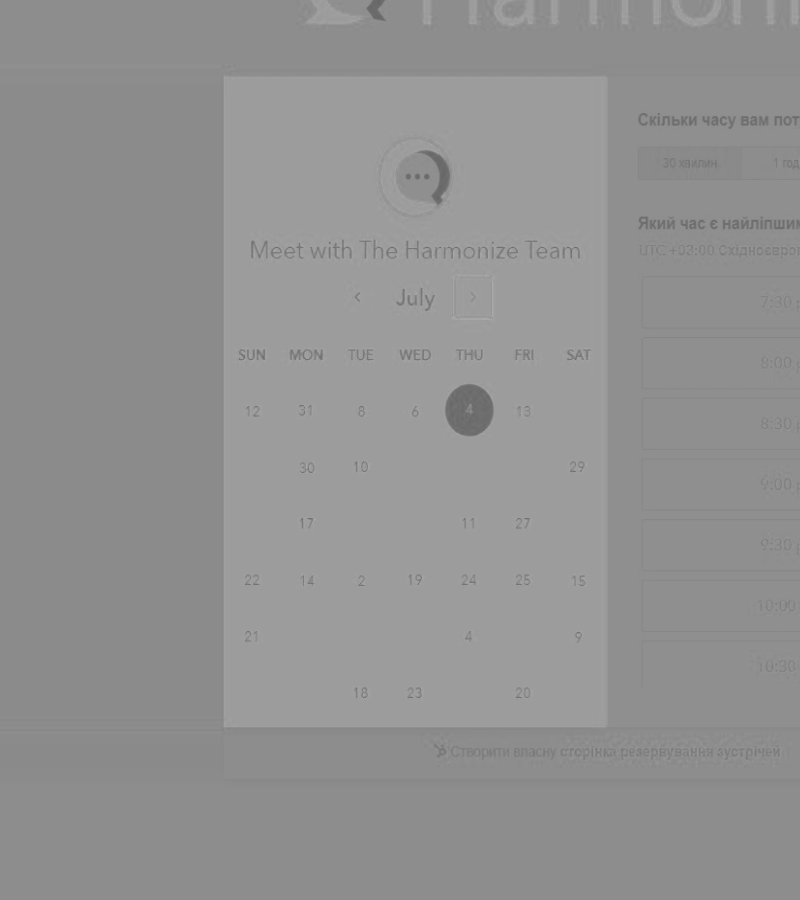 Harmoni
Meet with The Harmonize Team
July
SUN MON TUE WED THU FRI SAT
12 31 8 6 4 13
30 10 29
17 11 27
22 14 2 19 24 25 15
21 4 9
18 23 20
Скільки часу вам пот
30 хвилин 1 год
Який час є найліпшим
UTC +03:00 Східноєвроп
7:30 p
8:00 p
8:30 p
9:00 p
9:30 p
10:00
10:30
Створити власну сторінка резервування зустрічей